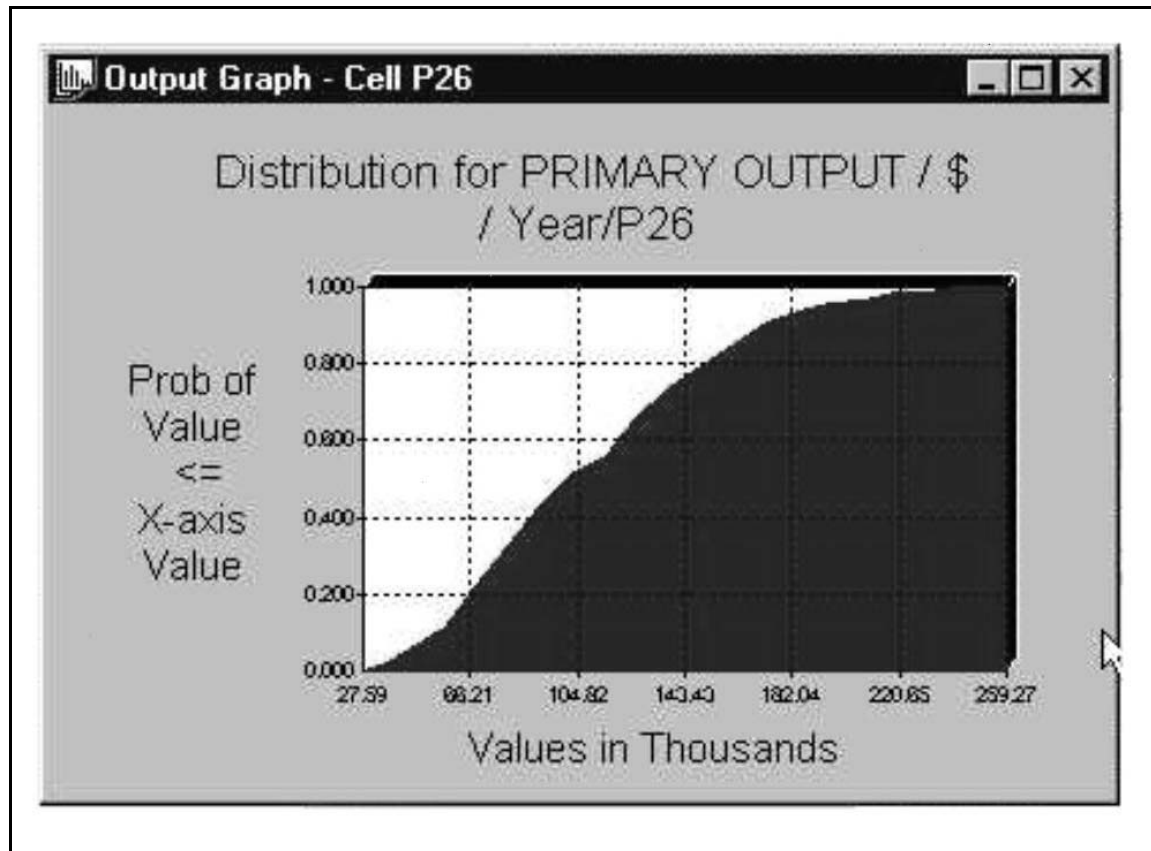 Output Graph - Cell P26
Distribution for PRIMARY OUTPUT / $
/ Year/P26
Prob of
Value
<=
X-axis
Value
1.000
0.800
0.600
0.400
0.200
0.000
27.59 66.21 104.82 143.43 182.04 220.65 259.27
Values in Thousands